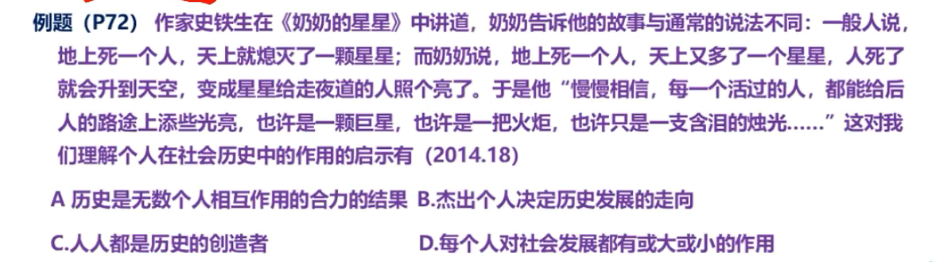 例题（P72） 作家史铁生在《奶奶的星星》中讲道，奶奶告诉他的故事与通常的说法不同：一般人说，
地上死一个人，天上就熄灭了一颗星星；而奶奶说，地上死一个人，天上又多了一个星星，人死了
就会升到天空，变成星星给走夜道的人照个亮了。于是他“慢慢相信，每一个活过的人，都能给后
人的路途上添些光亮，也许是一颗巨星，也许是一把火炬，也许只是一支含泪的烛光......”这对我
们理解个人在社会历史中的作用的启示有（2014.18）
A 历史是无数个人相互作用的合力的结果 B.杰出个人决定历史发展的走向
C.人人都是历史的创造者 D.每个人对社会发展都有或大或小的作用